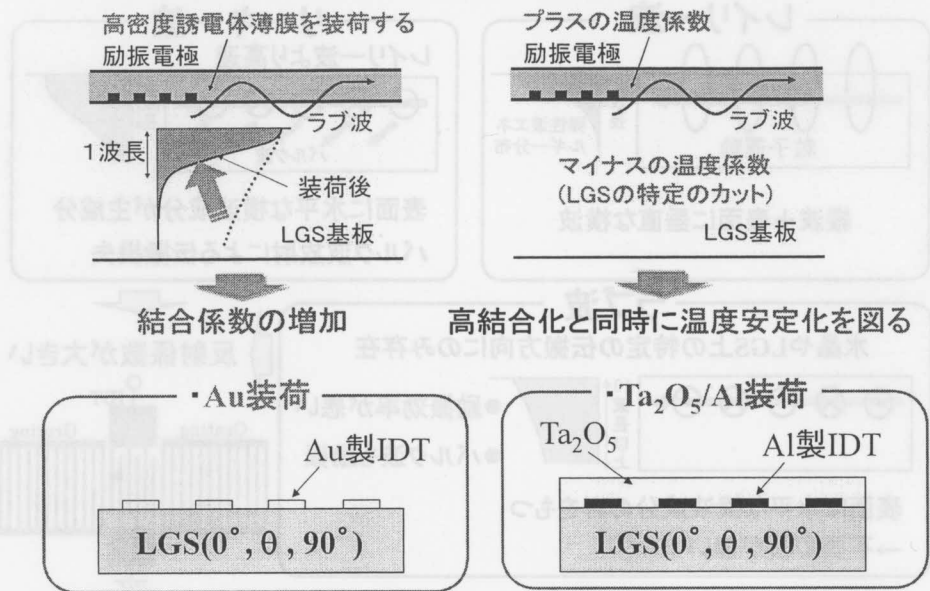 高密度誘電体薄膜を装荷する
励振電極
ラブ波
1波長
装荷後
LGS基板
結合係数の増加
プラスの温度係数
励振電極
ラブ波
マイナスの温度係数
(LGSの特定のカット)
LGS基板
高結合化と同時に温度安定化を図る
・Au装荷
Au製IDT
LGS(0°, θ, 90°)
・Ta₂O₅/Al装荷
Ta₂O₅
Al製IDT
LGS(0°, θ, 90°)